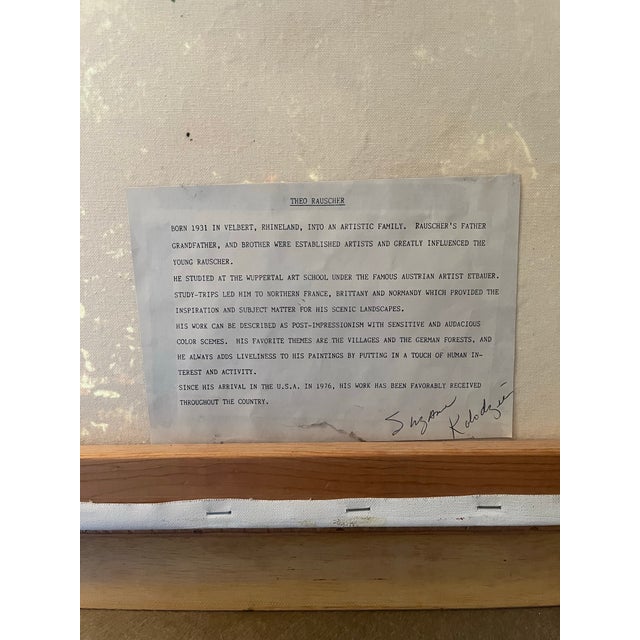 THEO RAUSCHER
BORN 1931 IN VELBERT, RHINELAND, INTO AN ARTISTIC FAMILY. RAUSCHER'S FATHER
GRANDFATHER, AND BROTHER WERE ESTABLISHED ARTISTS AND GREATLY INFLUENCED THE
YOUNG RAUSCHER.
HE STUDIED AT THE WUPPERTAL ART SCHOOL UNDER THE FAMOUS AUSTRIAN ARTIST ETBAUER.
STUDY-TRIPS LED HIM TO NORTHERN FRANCE, BRITTANY AND NORMANDY WHICH PROVIDED THE
INSPIRATION AND SUBJECT MATTER FOR HIS SCENIC LANDSCAPES.
HIS WORK CAN BE DESCRIBED AS POST-IMPRESSIONISM WITH SENSITIVE AND AUDACIOUS
COLOR SCHEMES. HIS FAVORITE THEMES ARE THE VILLAGES AND THE GERMAN FORESTS, AND
HE ALWAYS ADDS LIVELINESS TO HIS PAINTINGS BY PUTTING IN A TOUCH OF HUMAN IN-
TEREST AND ACTIVITY.
SINCE HIS ARRIVAL IN THE U.S.A. IN 1976, HIS WORK HAS BEEN FAVORABLY RECEIVED
THROUGHOUT THE COUNTRY.